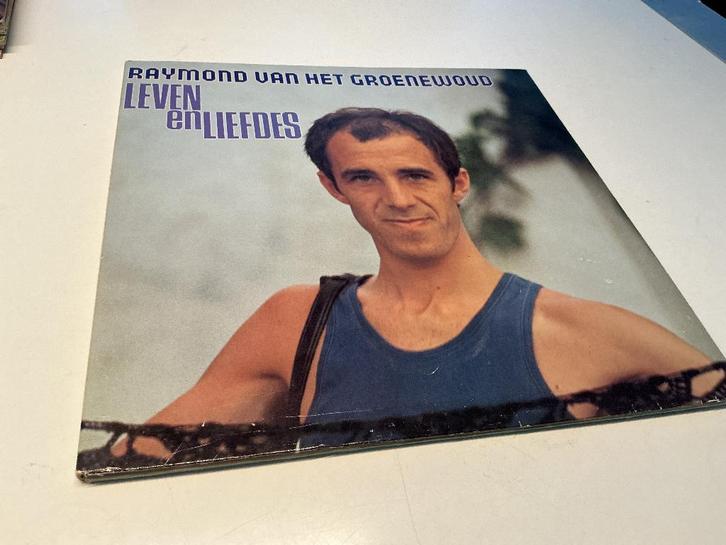 RAYMOND VAN HET GROENEWOUD
LEVEN
en LIEFDES